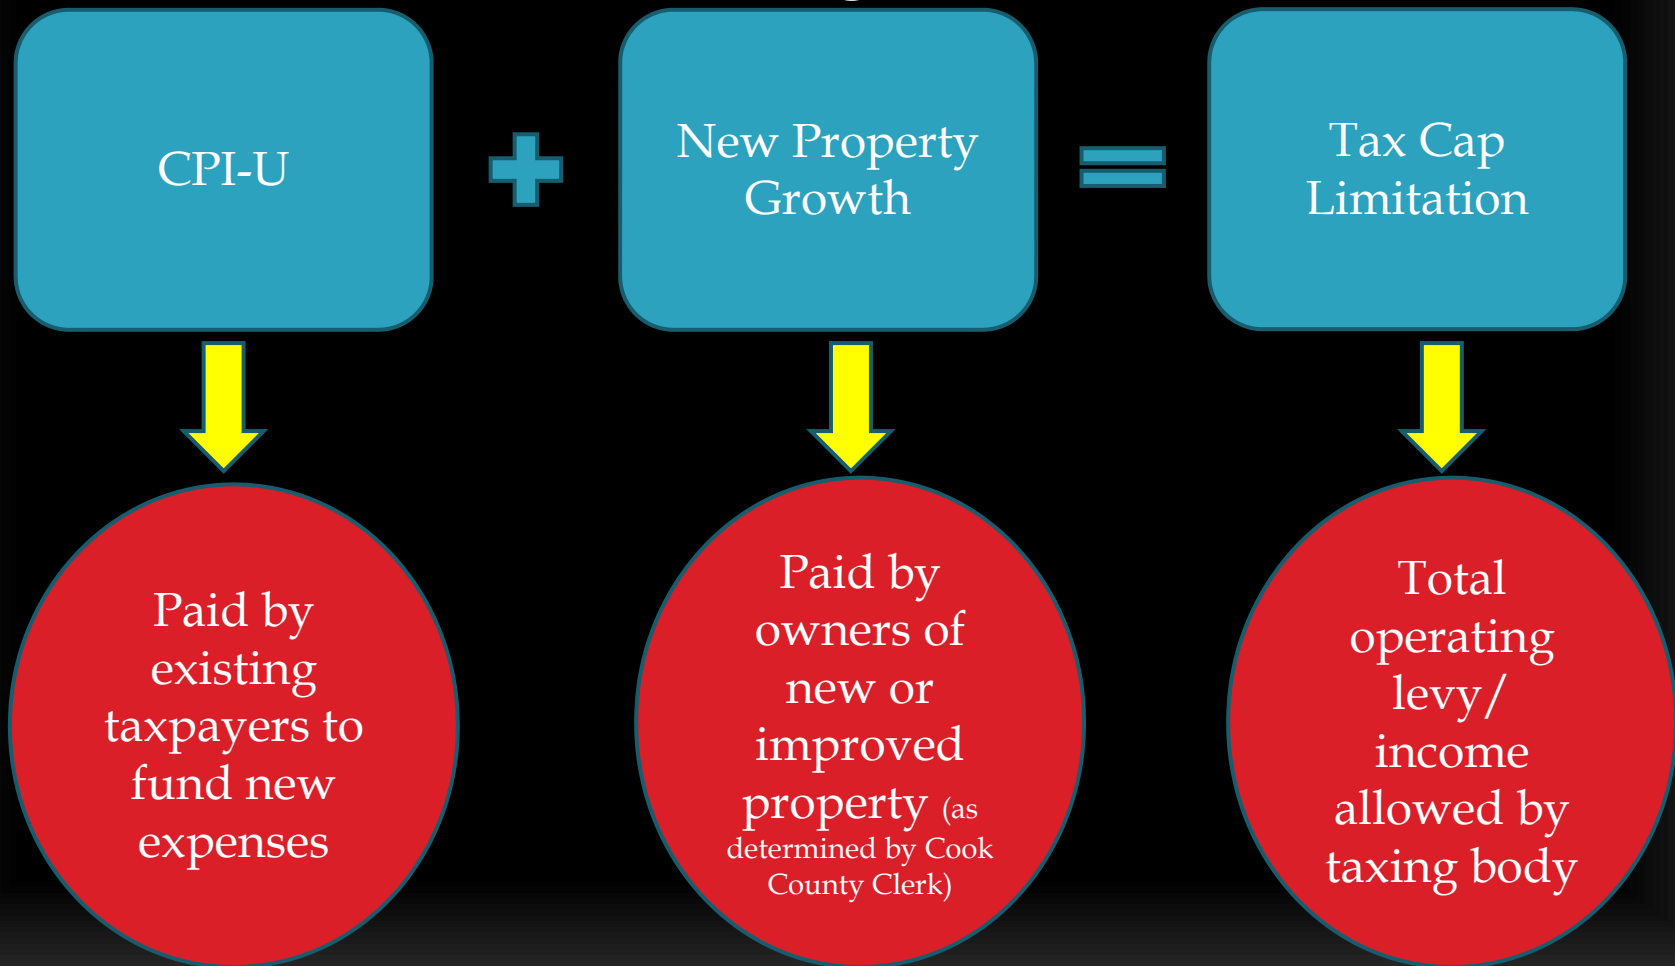 CPI-U
New Property
Growth
Tax Cap
Limitation
Paid by
existing
taxpayers to
fund new
expenses
Paid by
owners of
new or
improved
property (as
determined by Cook
County Clerk)
Total
operating
levy/
income
allowed by
taxing body